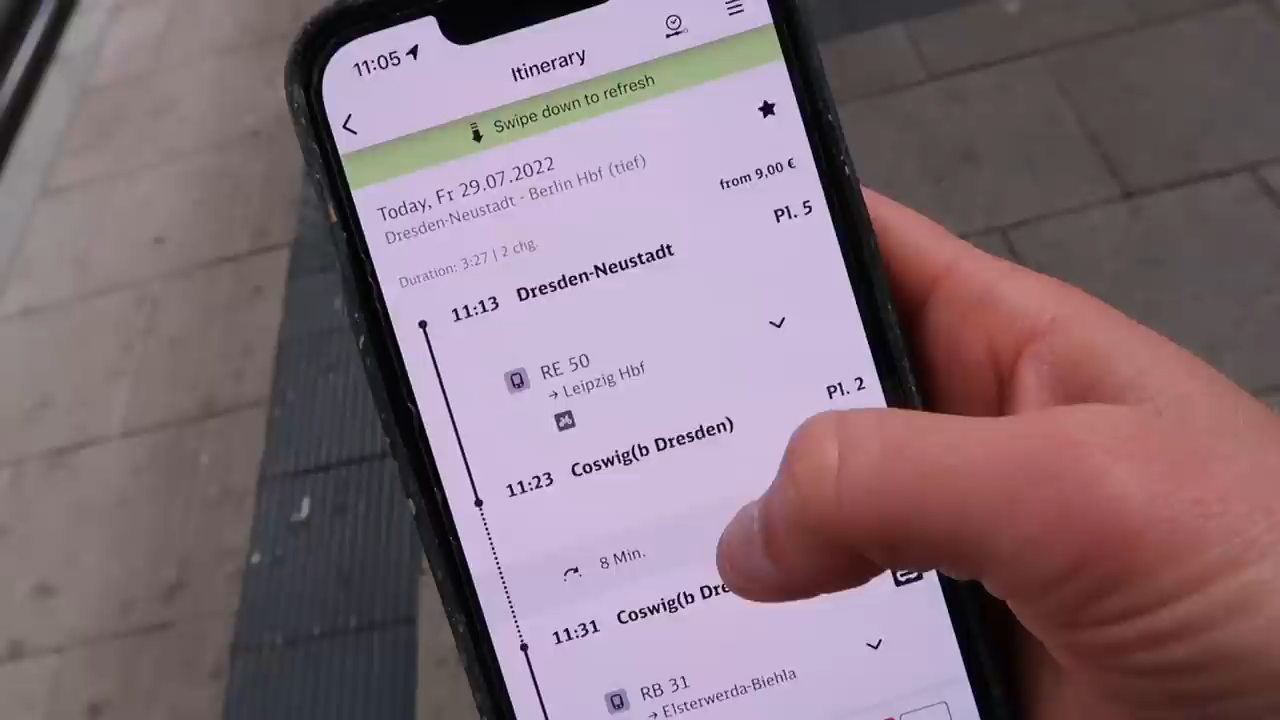 11:05
Itinerary
Swipe down to refresh
Today, Fr 29.07.2022
Dresden-Neustadt - Berlin Hbf (tief)
from 9,00 €
Duration: 3:27 | 2 chg.
11:13 Dresden-Neustadt Pl. 5
RE 50
→ Leipzig Hbf
11:23 Coswig(b Dresden) Pl. 2
8 Min.
11:31 Coswig(b Dre
RB 31
→ Elsterwerda-Biehla